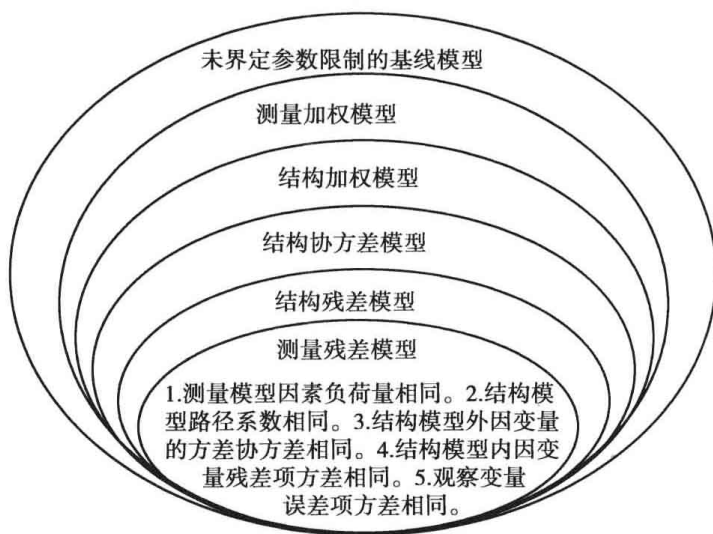 未界定参数限制的基线模型
测量加权模型
结构加权模型
结构协方差模型
结构残差模型
测量残差模型
1.测量模型因素负荷量相同。2.结构模
型路径系数相同。3.结构模型外因变量
的方差协方差相同。4.结构模型内因变
量残差项方差相同。5.观察变量
误差项方差相同。